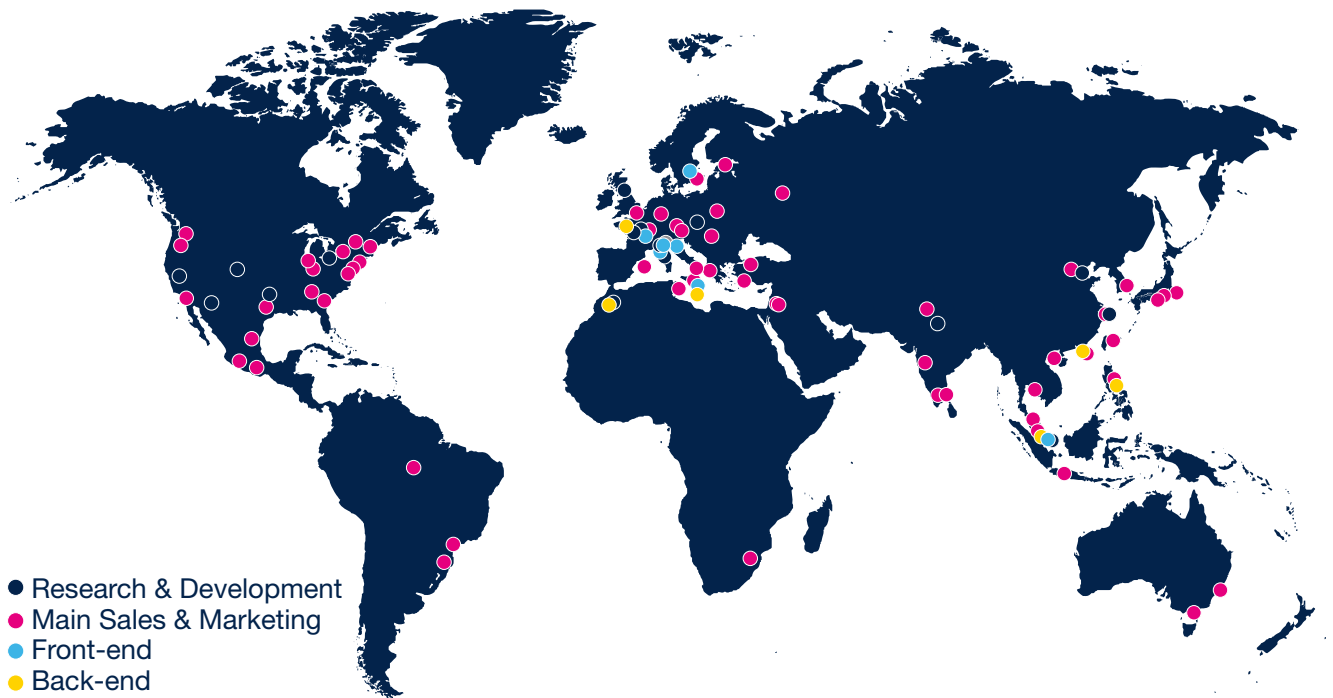 Research & Development
Main Sales & Marketing
Front-end
Back-end